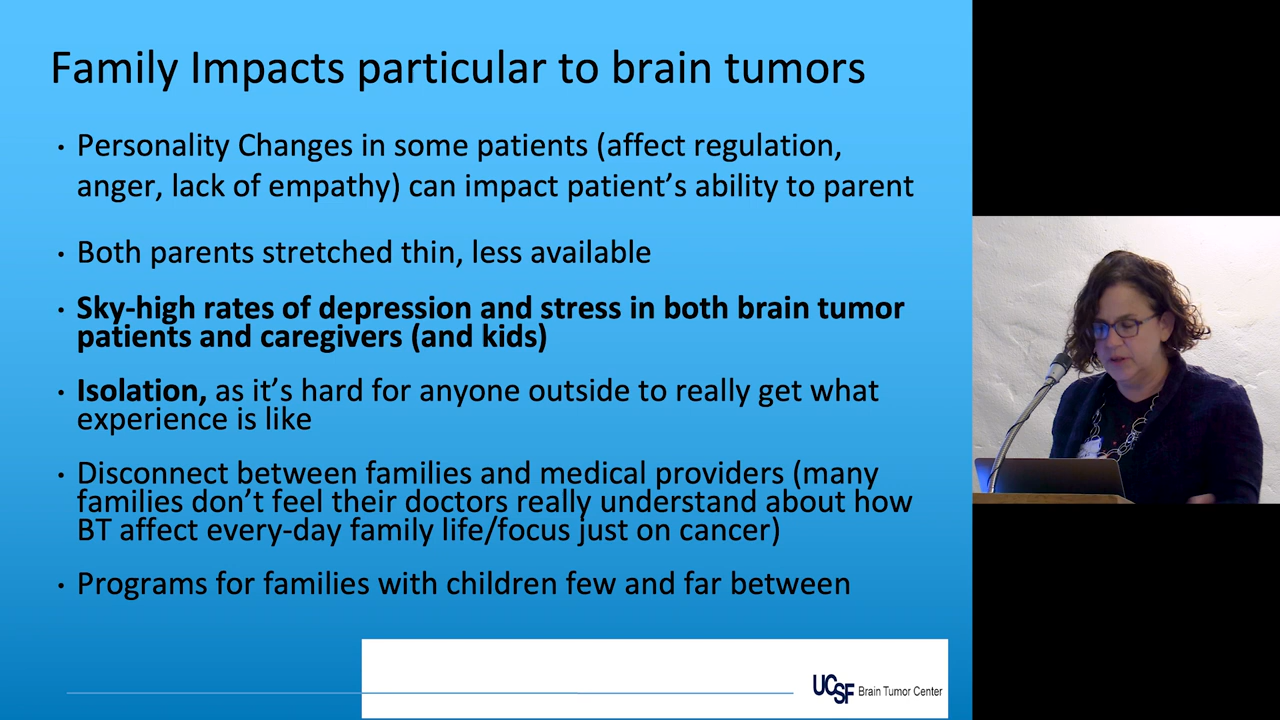 Family Impacts particular to brain tumors
• Personality Changes in some patients (affect regulation,
anger, lack of empathy) can impact patient’s ability to parent
• Both parents stretched thin, less available
• Sky-high rates of depression and stress in both brain tumor
patients and caregivers (and kids)
• Isolation, as it’s hard for anyone outside to really get what
experience is like
• Disconnect between families and medical providers (many
families don’t feel their doctors really understand about how
BT affect every-day family life/focus just on cancer)
• Programs for families with children few and far between
UCSF Brain Tumor Center